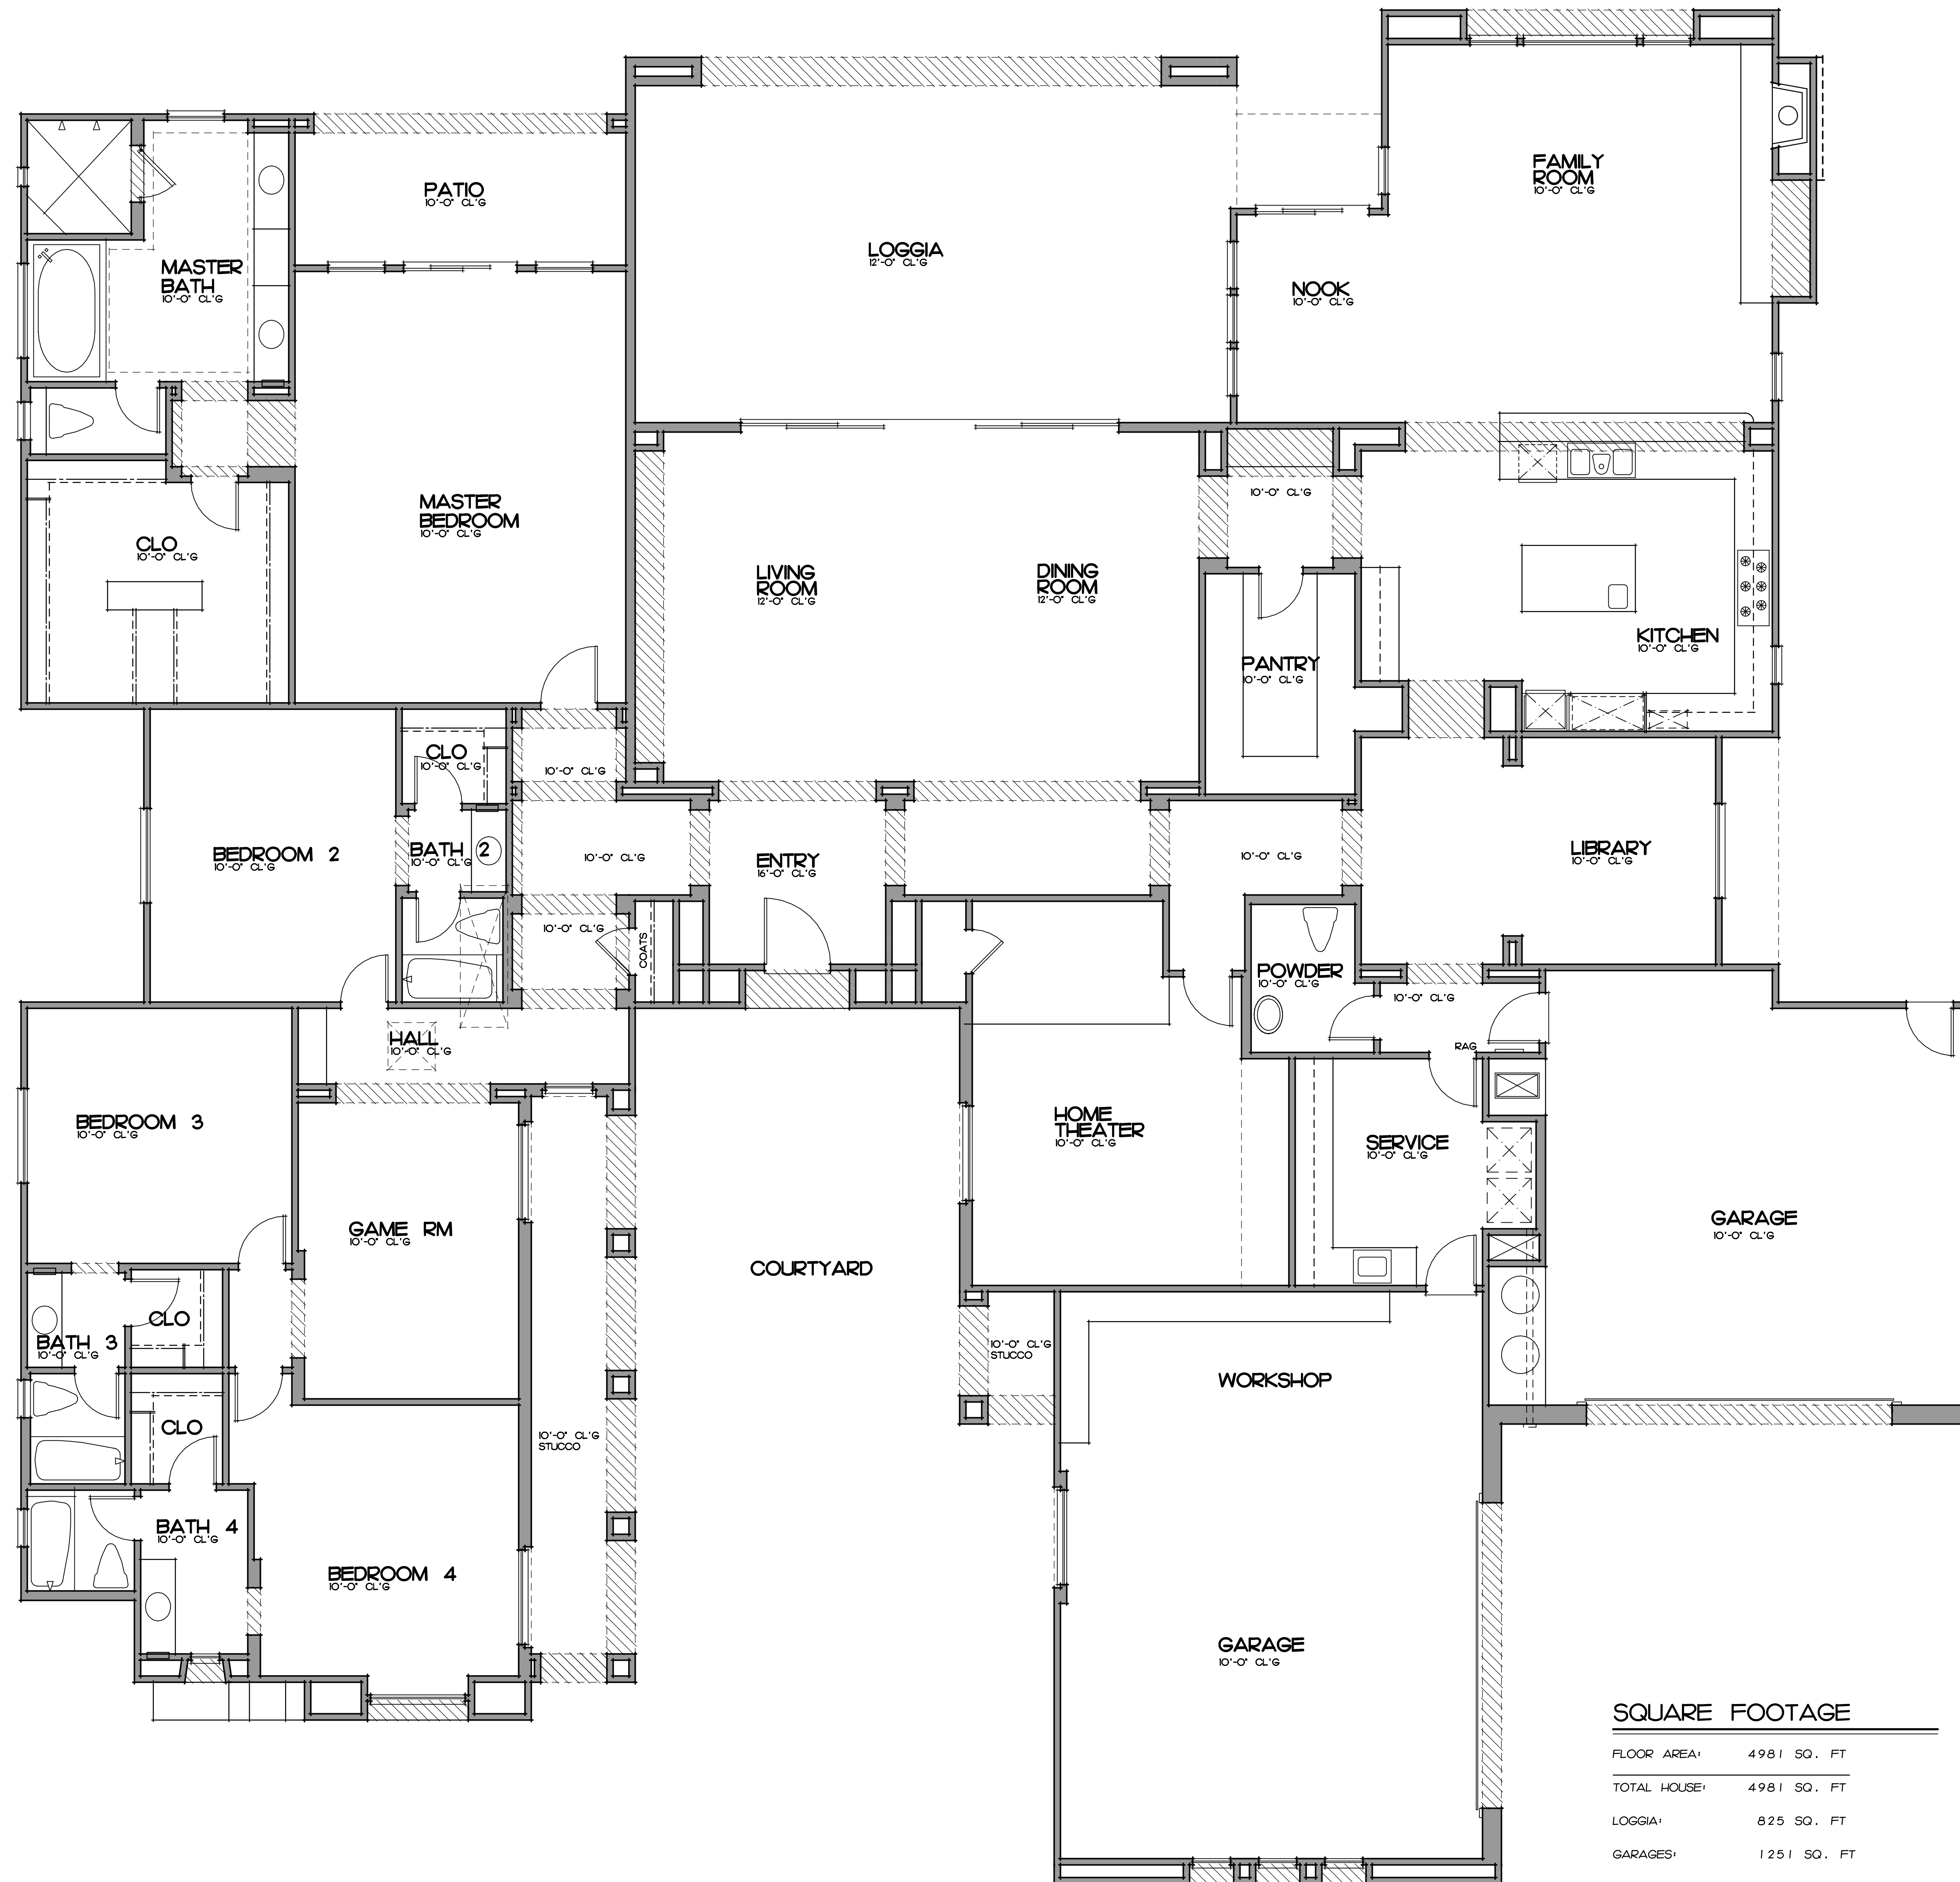 FAMILY
ROOM
10'-0" CL'G
PATIO
10'-0" CL'G
LOGGIA
12'-0" CL'G
MASTER
BATH
10'-0" CL'G
NOOK
10'-0" CL'G
MASTER
BEDROOM
10'-0" CL'G
10'-0" CL'G
CLO
10'-0" CL'G
LIVING
ROOM
12'-0" CL'G
DINING
ROOM
12'-0" CL'G
KITCHEN
10'-0" CL'G
PANTRY
10'-0" CL'G
CLO
10'-0" CL'G
10'-0" CL'G
BEDROOM 2
10'-0" CL'G
BATH 2
10'-0" CL'G
10'-0" CL'G
ENTRY
16'-0" CL'G
10'-0" CL'G
LIBRARY
10'-0" CL'G
10'-0" CL'G
COATS
POWDER
10'-0" CL'G
10'-0" CL'G
HALL
10'-0" CL'G
RAG
BEDROOM 3
10'-0" CL'G
HOME
THEATER
10'-0" CL'G
SERVICE
10'-0" CL'G
GAME RM
10'-0" CL'G
GARAGE
10'-0" CL'G
COURTYARD
CLO
BATH 3
10'-0" CL'G
10'-0" CL'G
STUCCO
WORKSHOP
CLO
10'-0" CL'G
STUCCO
BATH 4
10'-0" CL'G
BEDROOM 4
10'-0" CL'G
GARAGE
10'-0" CL'G
SQUARE FOOTAGE
FLOOR AREA: 4981 SQ. FT
TOTAL HOUSE: 4981 SQ. FT
LOGGIA: 825 SQ. FT
GARAGES: 1251 SQ. FT